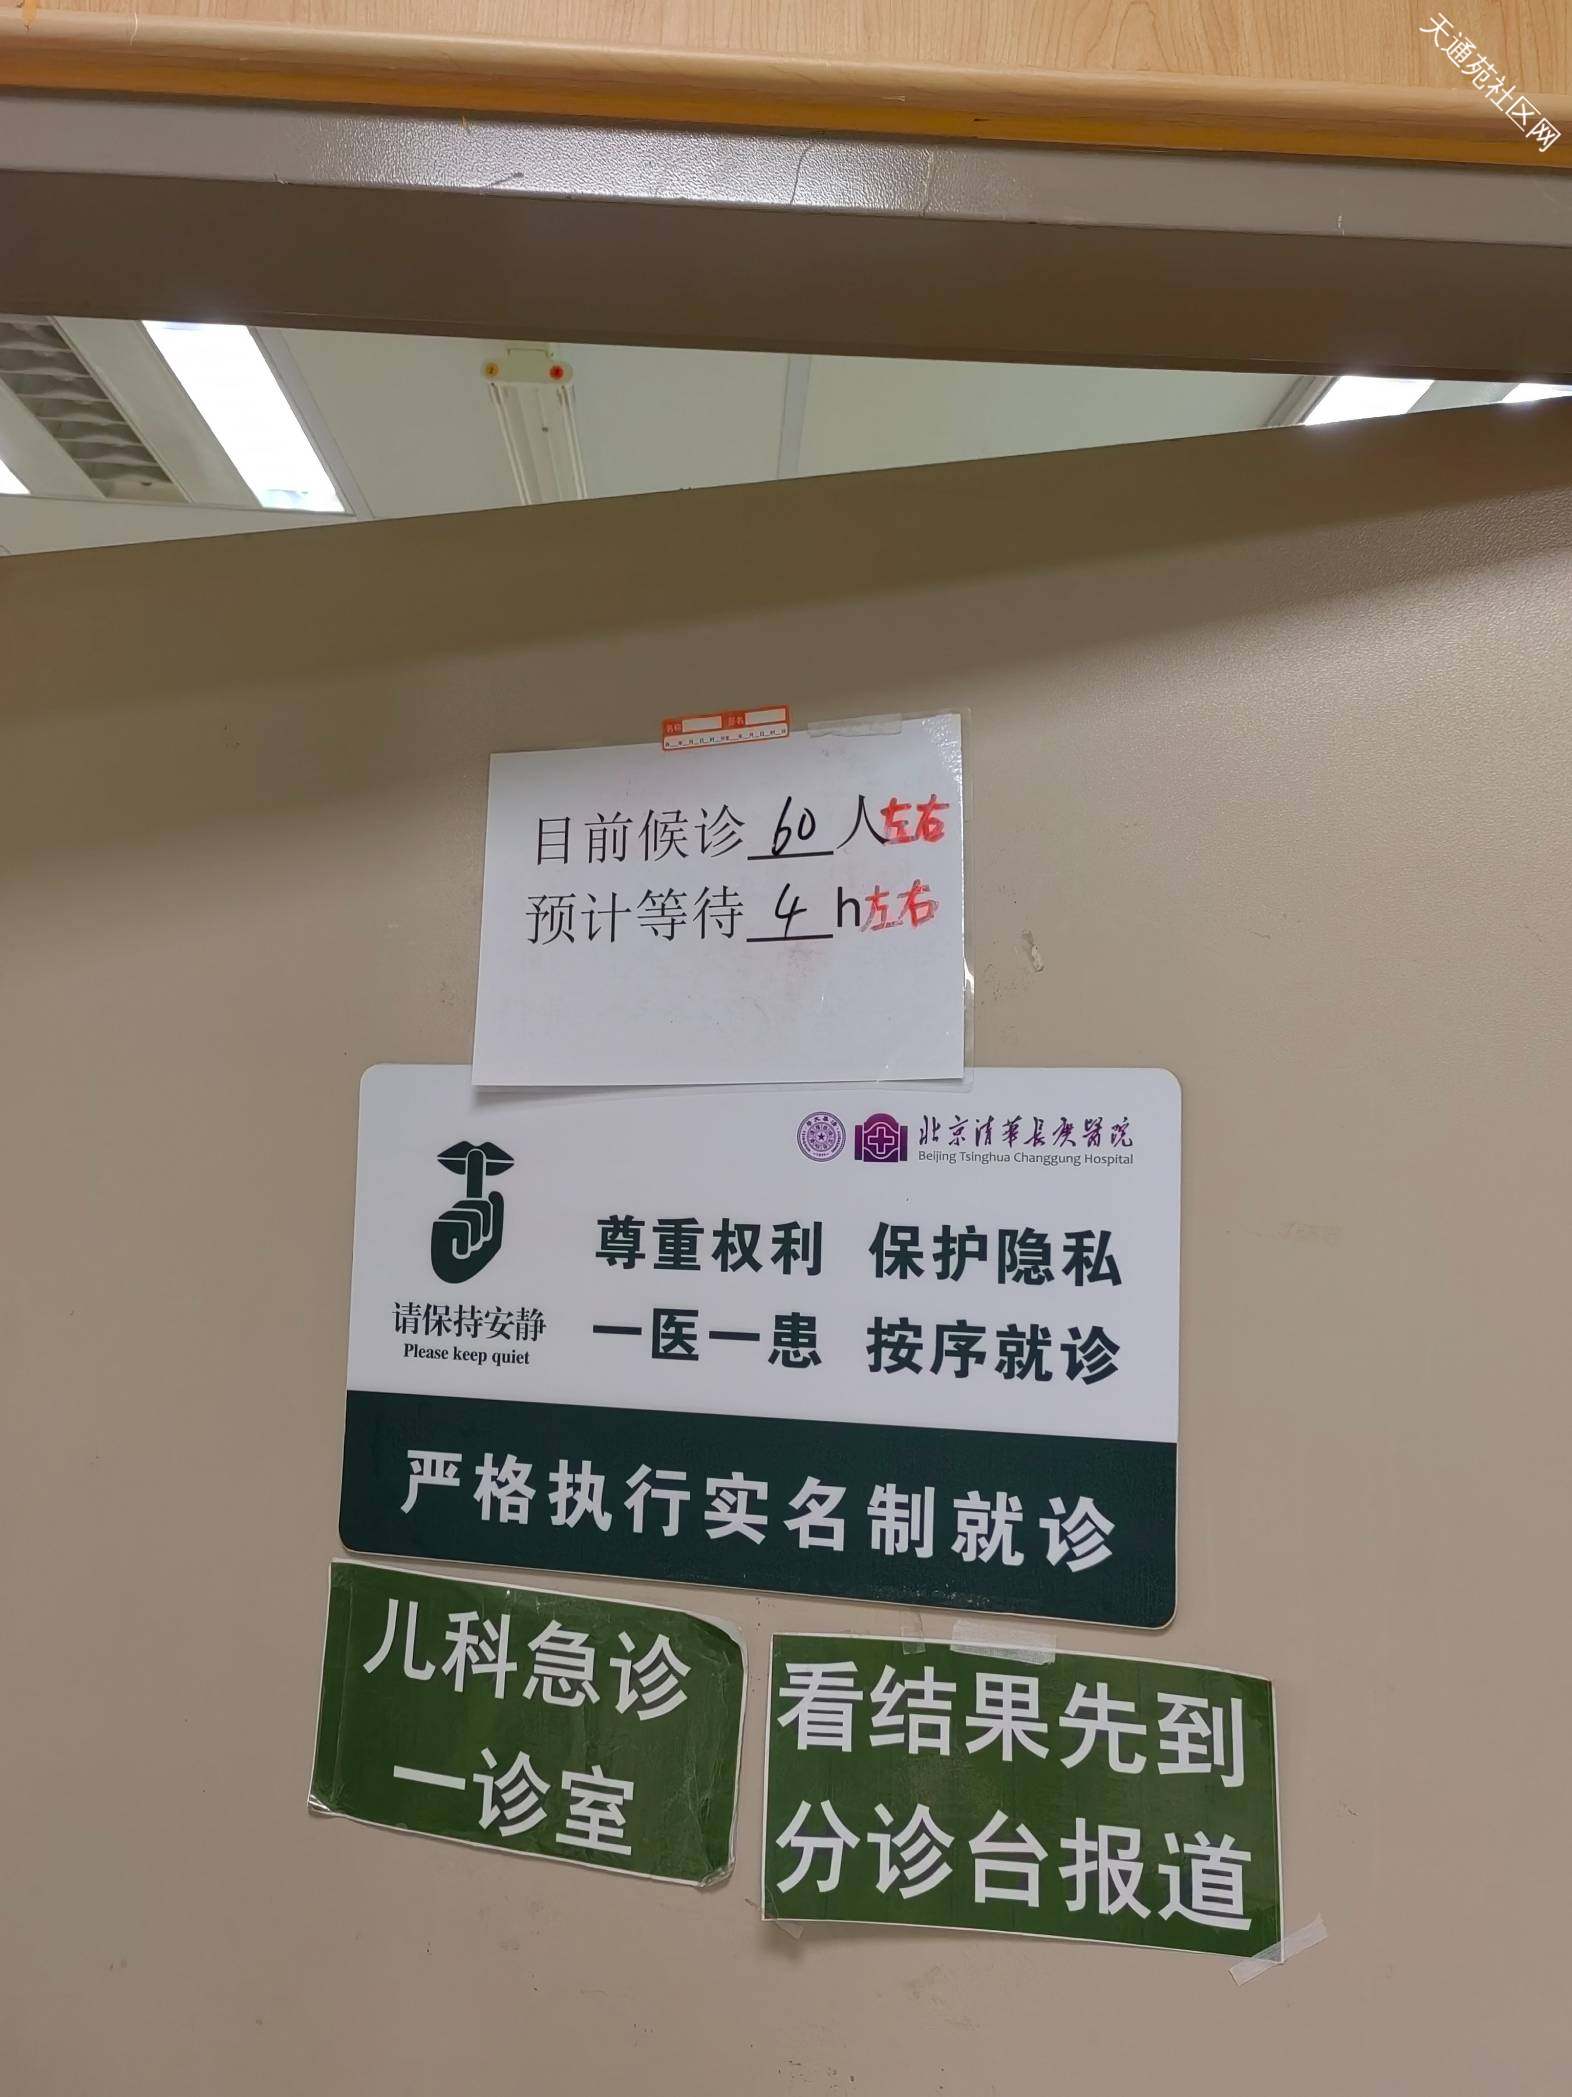 天通苑社区网
名称 签名
目前候诊 60 人左右
预计等待 4 h左右
北京清華長庚醫院
Beijing Tsinghua Changgung Hospital
尊重权利 保护隐私
一医一患 按序就诊
请保持安静
Please keep quiet
严格执行实名制就诊
儿科急诊
一诊室
看结果先到
分诊台报道